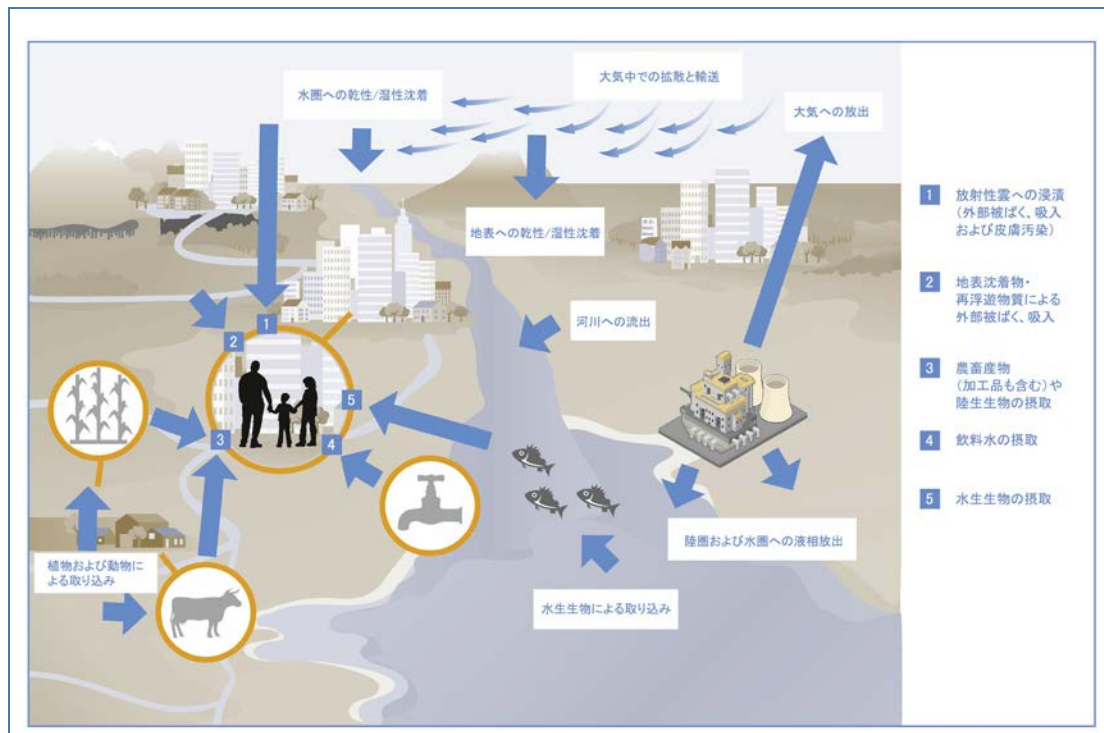 水圏への乾性/湿性沈着
大気中での拡散と輸送
大気への放出
地表への乾性/湿性沈着
河川への流出
1
2
3
4
5
植物および動物に
よる取り込み
陸圏および水圏への液相放出
水生生物による取り込み
1 放射性雲への浸漬
(外部被ばく、吸入
および皮膚汚染)
2 地表沈着物・
再浮遊物質による
外部被ばく、吸入
3 農畜産物
(加工品も含む)や
陸生生物の摂取
4 飲料水の摂取
5 水生生物の摂取